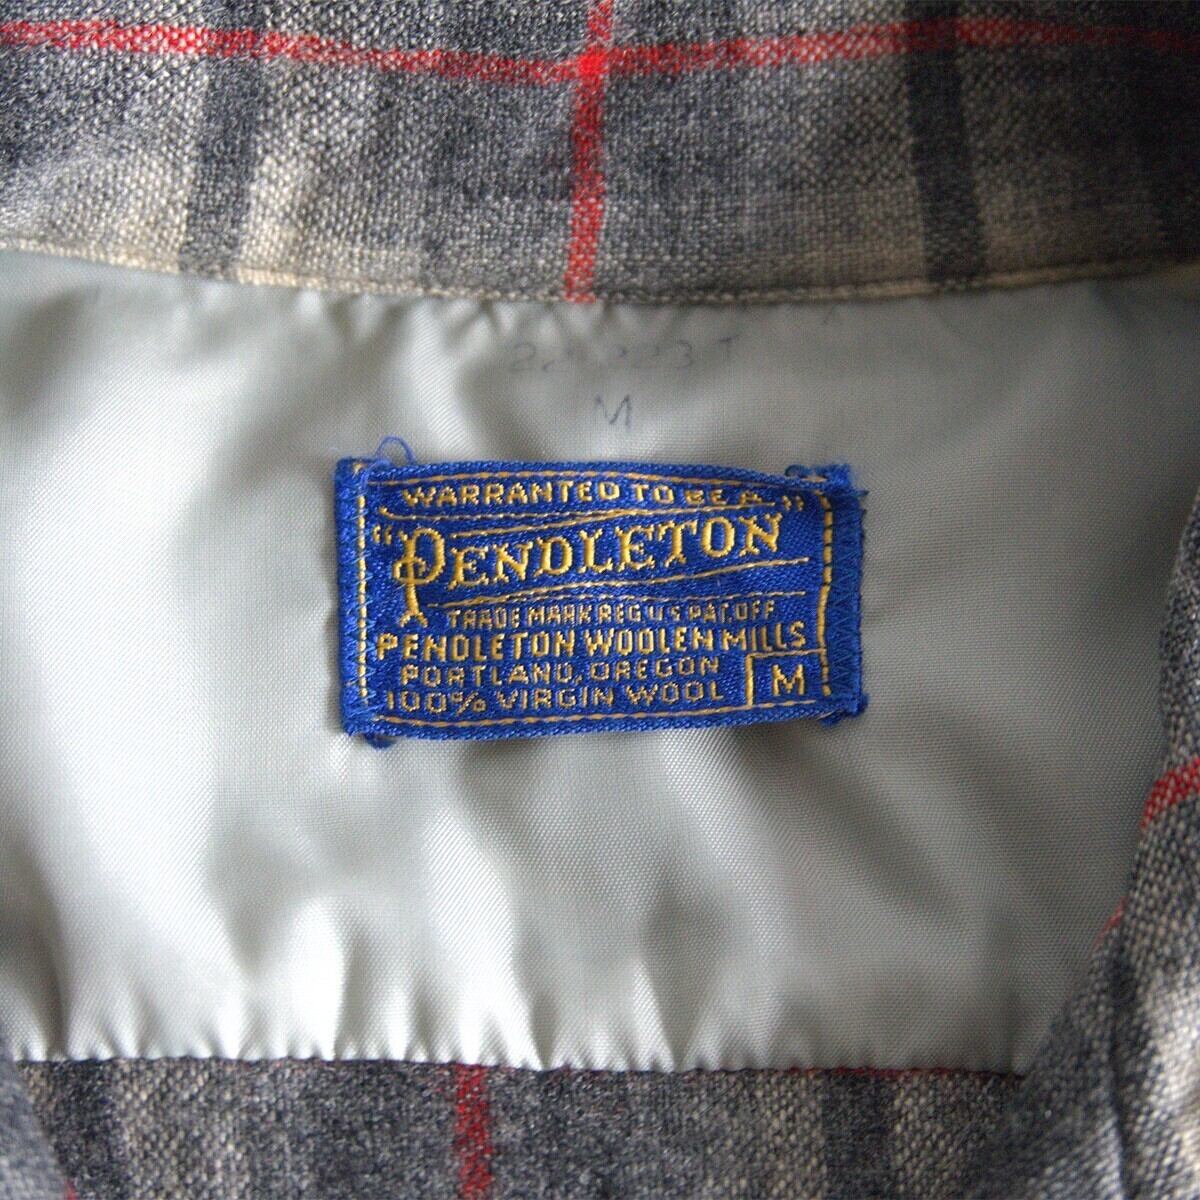 M
WARRANTED TO BE A
"PENDLETON"
TRADE MARK REG U S PAT. OFF
PENDLETON WOOLEN MILLS
PORTLAND, OREGON
100% VIRGIN WOOL
M